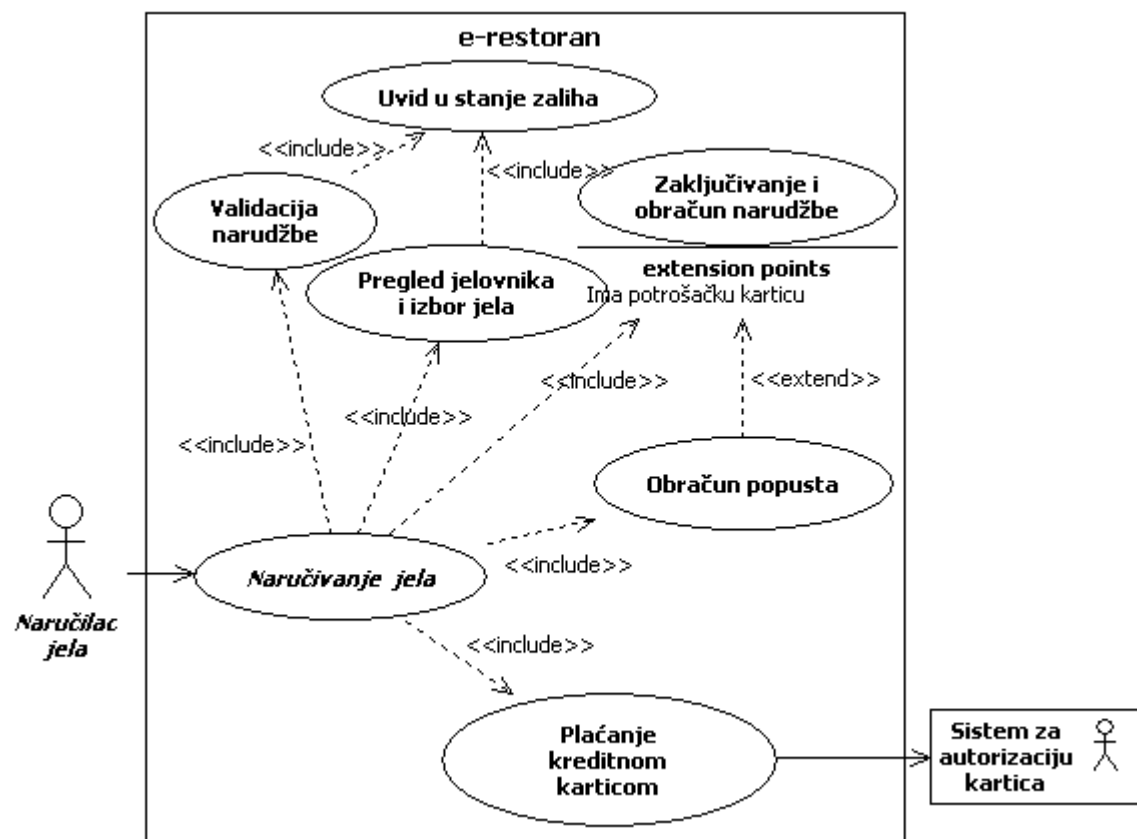 e-restoran
Uvid u stanje zaliha
<<include>>
<<include>>
Zaključivanje i
obračun narudžbe
Validacija
narudžbe
extension points
Ima potrošačku karticu
Pregled jelovnika
i izbor jela
<<include>>
<<extend>>
<<include>>
<<include>>
Obračun popusta
Naručivanje jela
<<include>>
Naručilac
jela
<<include>>
Plaćanje
kreditnom
karticom
Sistem za
autorizaciju
kartica